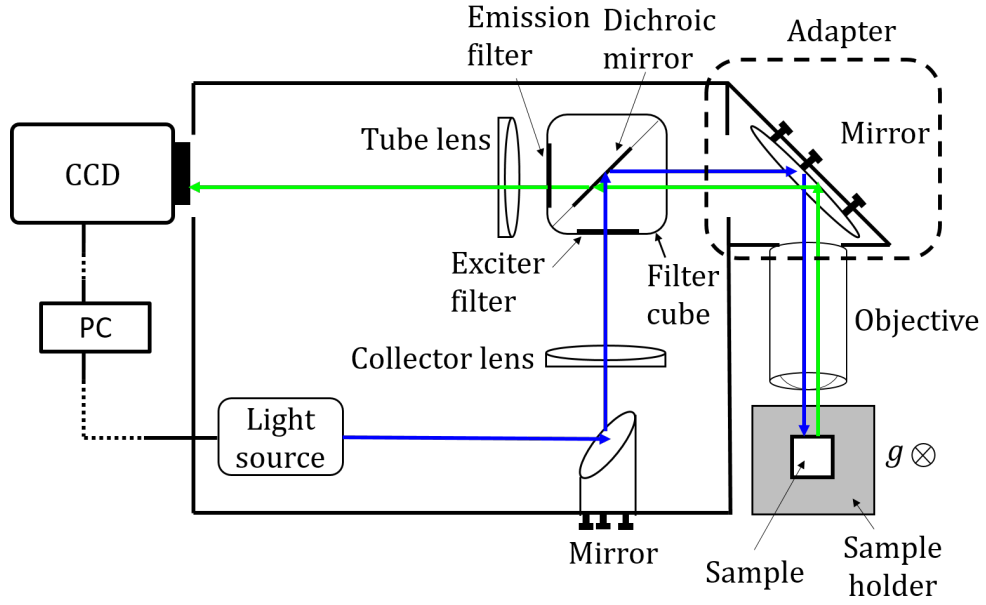 Emission
filter
Dichroic
mirror
Adapter
Tube lens
Mirror
CCD
Exciter
filter
Filter
cube
PC
Objective
Collector lens
Light
source
g ⊗
Mirror
Sample
Sample
holder